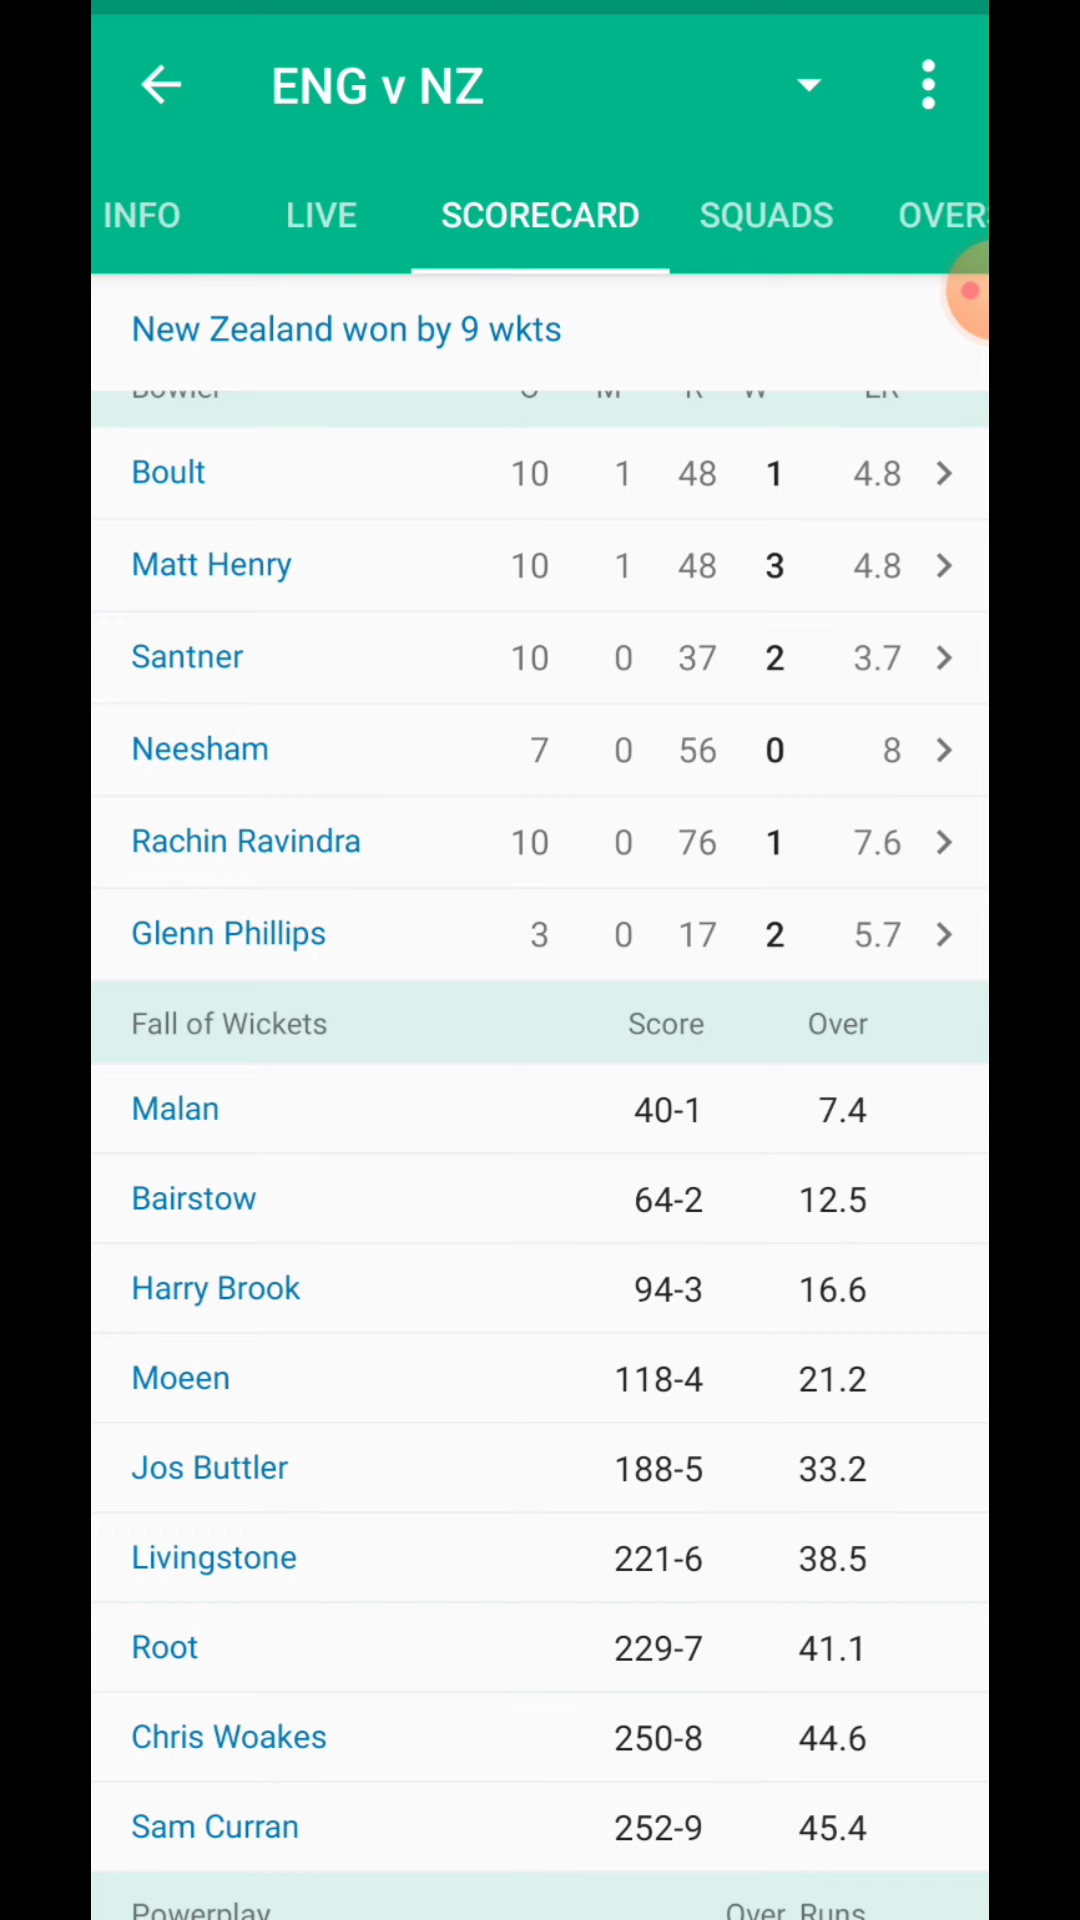 ENG v NZ
INFO LIVE SCORECARD SQUADS OVERS
New Zealand won by 9 wkts
Bowler O M R W ER
Boult 10 1 48 1 4.8
Matt Henry 10 1 48 3 4.8
Santner 10 0 37 2 3.7
Neesham 7 0 56 0 8
Rachin Ravindra 10 0 76 1 7.6
Glenn Phillips 3 0 17 2 5.7
Fall of Wickets Score Over
Malan 40-1 7.4
Bairstow 64-2 12.5
Harry Brook 94-3 16.6
Moeen 118-4 21.2
Jos Buttler 188-5 33.2
Livingstone 221-6 38.5
Root 229-7 41.1
Chris Woakes 250-8 44.6
Sam Curran 252-9 45.4
Powerplay Over Runs